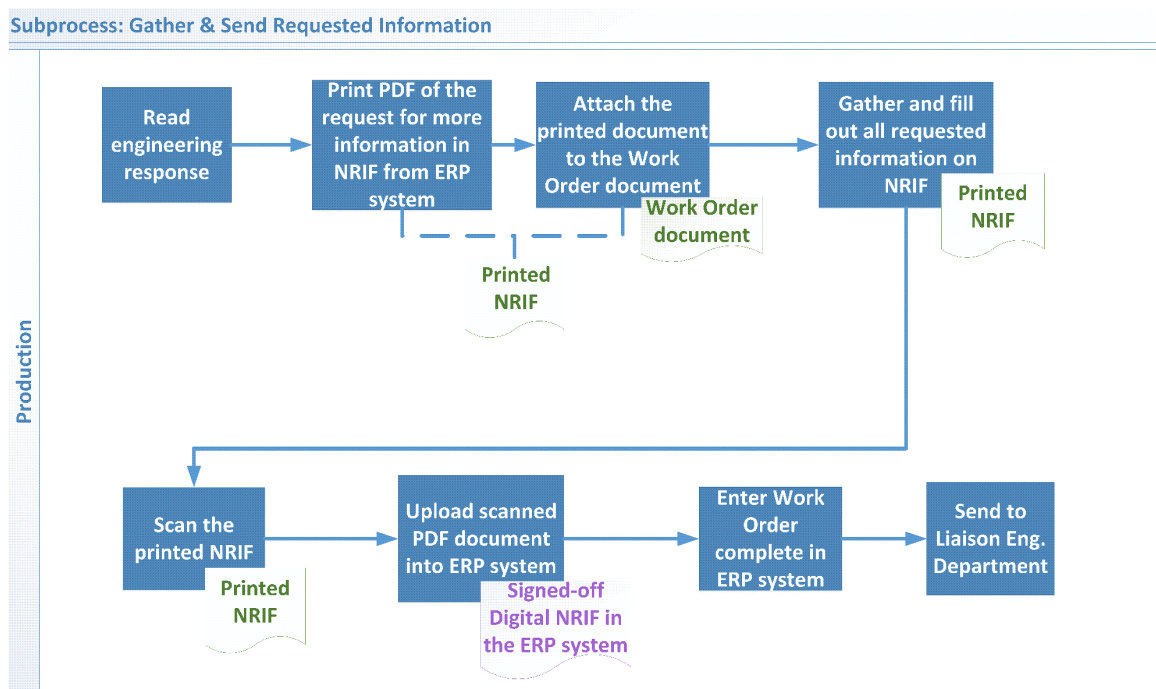 Subprocess: Gather & Send Requested Information
Production
Read
engineering
response
Print PDF of the
request for more
information in
NRIF from ERP
system
Attach the
printed document
to the Work
Order document
Gather and fill
out all requested
information on
NRIF
Work Order
document
Printed
NRIF
Printed
NRIF
Scan the
printed NRIF
Upload scanned
PDF document
into ERP system
Enter Work
Order
complete in
ERP system
Send to
Liaison Eng.
Department
Printed
NRIF
Signed-off
Digital NRIF in
the ERP system